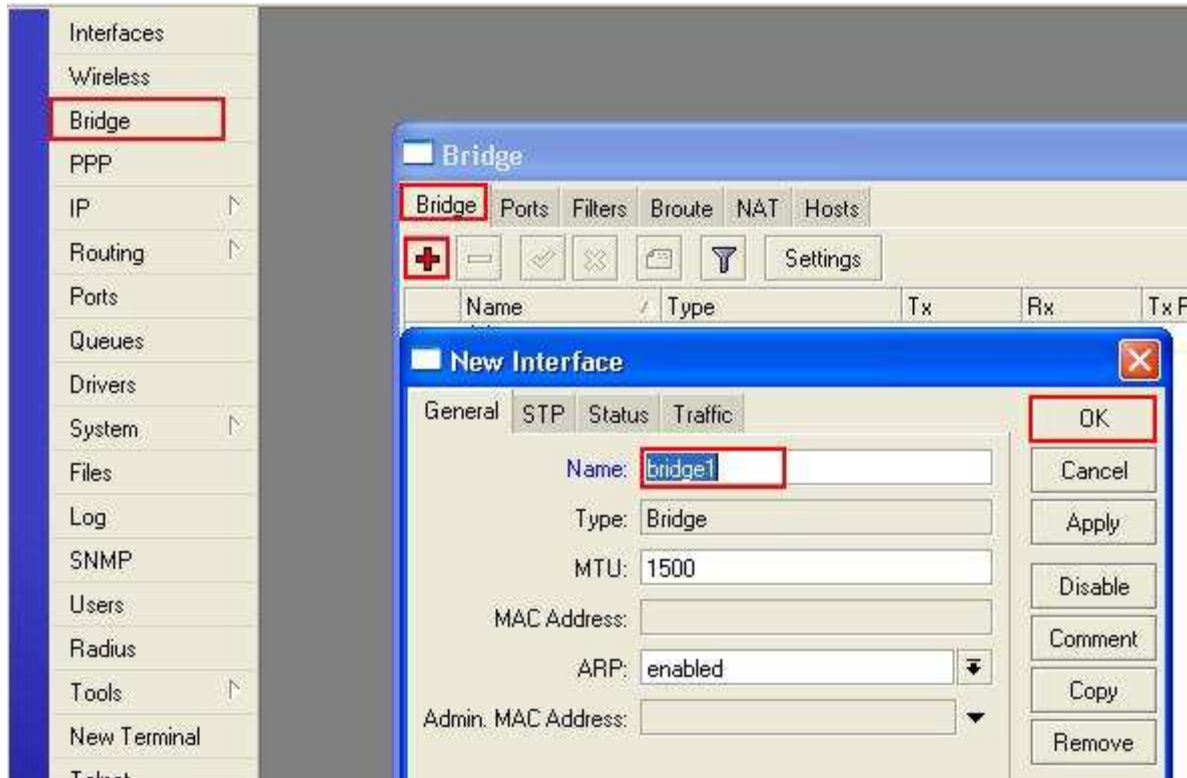 Interfaces
Wireless
Bridge
PPP
IP
Routing
Ports
Queues
Drivers
System
Files
Log
SNMP
Users
Radius
Tools
New Terminal
Bridge
Bridge Ports Filters Broute NAT Hosts
Settings
Name Type Tx Rx Tx P
New Interface
General STP Status Traffic
Name: bridge1
Type: Bridge
MTU: 1500
MAC Address:
ARP: enabled
Admin. MAC Address:
OK
Cancel
Apply
Disable
Comment
Copy
Remove